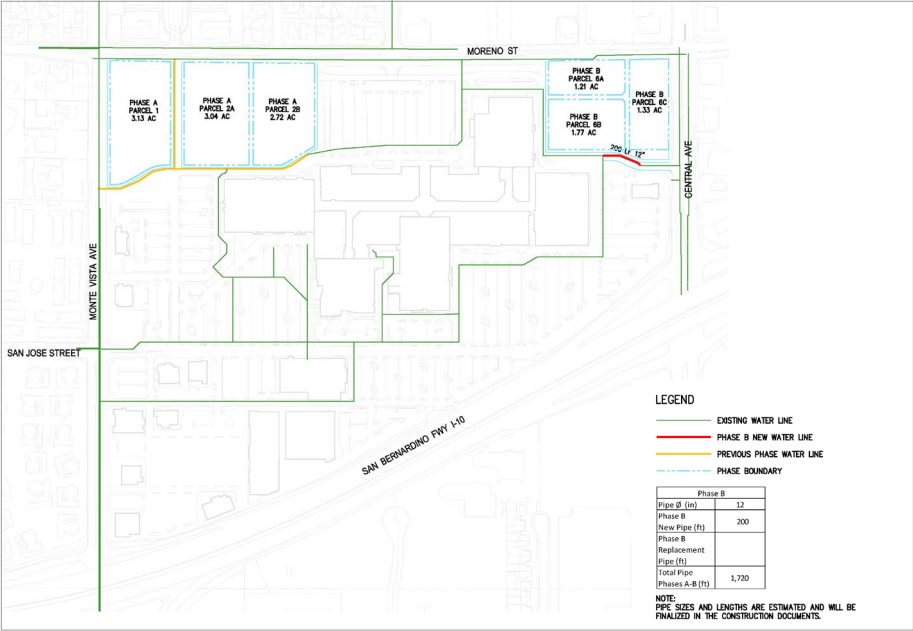 MORENO ST
PHASE A
PARCEL 1
3.13 AC
PHASE A
PARCEL 2A
3.04 AC
PHASE A
PARCEL 2B
2.72 AC
PHASE B
PARCEL 6A
1.21 AC
PHASE B
PARCEL 6B
1.77 AC
PHASE B
PARCEL 6C
1.33 AC
200 LF 12"
CENTRAL AVE
MONTE VISTA AVE
SAN JOSE STREET
SAN BERNARDINO FWY I-10
LEGEND
EXISTING WATER LINE
PHASE B NEW WATER LINE
PREVIOUS PHASE WATER LINE
PHASE BOUNDARY
Phase B
Pipe Ø (in) 12
Phase B
New Pipe (ft) 200
Phase B
Replacement
Pipe (ft)
Total Pipe
Phases A-B (ft) 1,720
NOTE:
PIPE SIZES AND LENGTHS ARE ESTIMATED AND WILL BE
FINALIZED IN THE CONSTRUCTION DOCUMENTS.